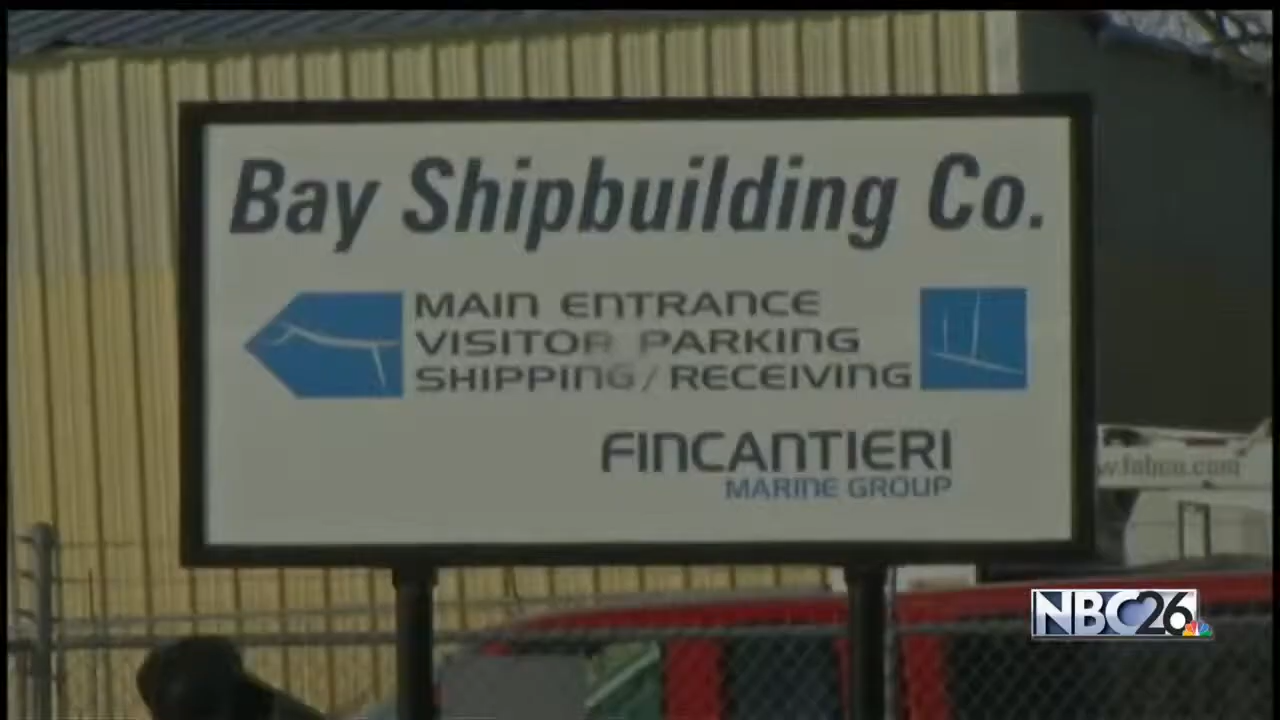 Bay Shipbuilding Co.
MAIN ENTRANCE
VISITOR PARKING
SHIPPING/RECEIVING
FINCANTIERI
MARINE GROUP
NBC26